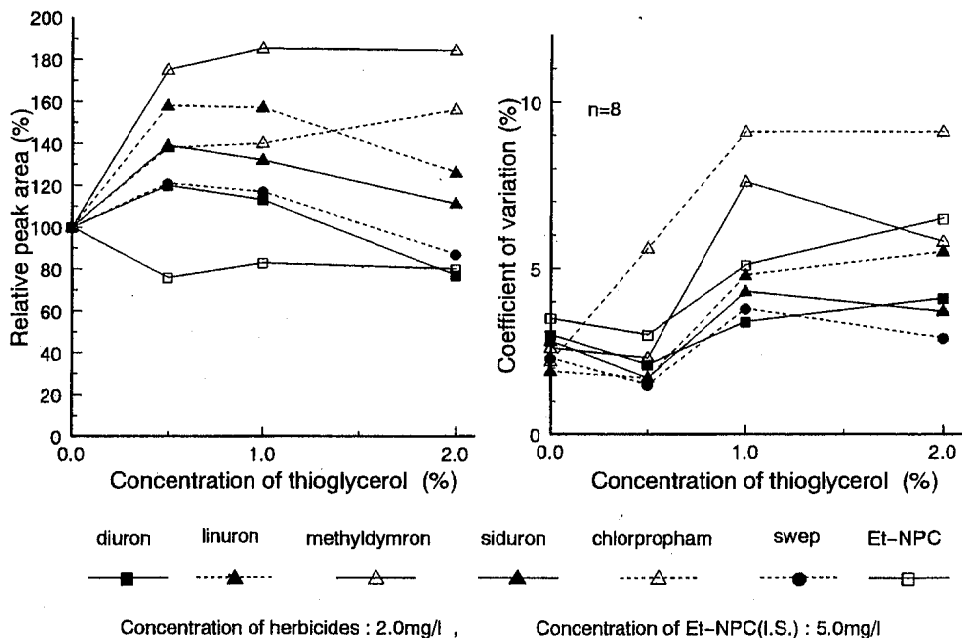 200
180
160
140
120
100
80
60
40
20
0
Relative peak area (%)
0.0 1.0 2.0
Concentration of thioglycerol (%)
10
5
0
Coefficient of variation (%)
n=8
0.0 1.0 2.0
Concentration of thioglycerol (%)
diuron linuron methyldymron siduron chlorpropham swep Et-NPC
Concentration of herbicides : 2.0mg/l , Concentration of Et-NPC(I.S.) : 5.0mg/l